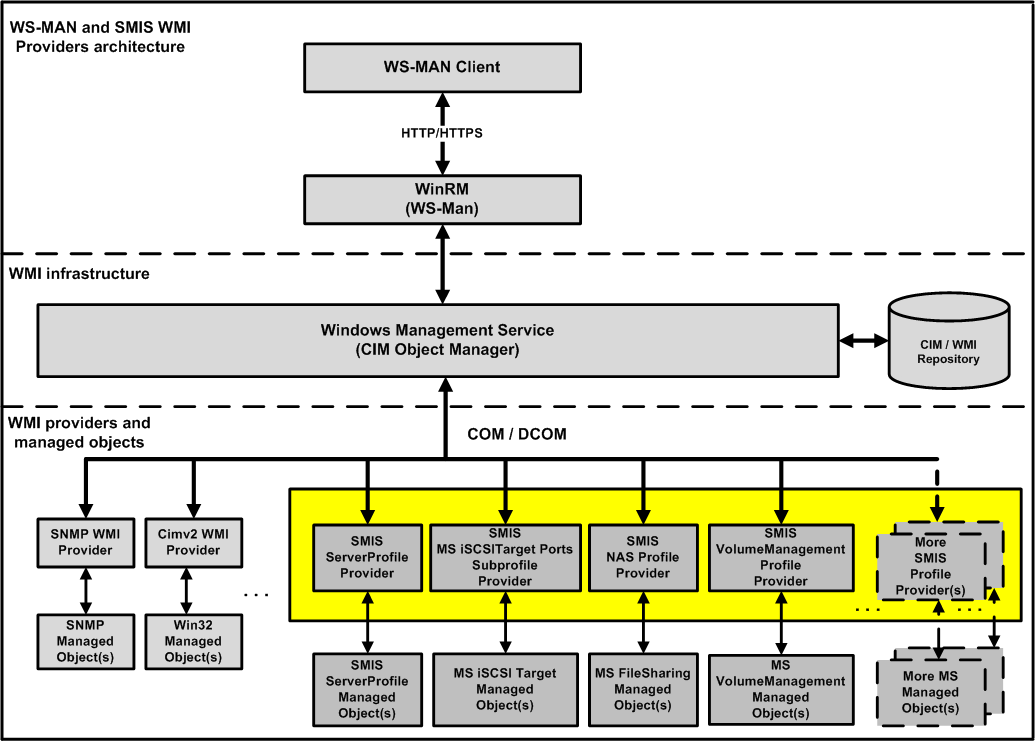 WS-MAN and SMIS WMI
Providers architecture
WS-MAN Client
HTTP/HTTPS
WinRM
(WS-Man)
WMI infrastructure
Windows Management Service
(CIM Object Manager)
CIM / WMI
Repository
WMI providers and
managed objects
COM / DCOM
SNMP WMI
Provider
Cimv2 WMI
Provider
SMIS
ServerProfile
Provider
SMIS
MS iSCSITarget Ports
Subprofile
Provider
SMIS
NAS Profile
Provider
SMIS
VolumeManagement
Profile
Provider
More
SMIS
Profile
Provider(s)
. . .
. . .
. . .
SNMP
Managed
Object(s)
Win32
Managed
Object(s)
SMIS
ServerProfile
Managed
Object(s)
MS iSCSI Target
Managed
Object(s)
MS FileSharing
Managed
Object(s)
MS
VolumeManagement
Managed
Object(s)
More MS
Managed
Object(s)